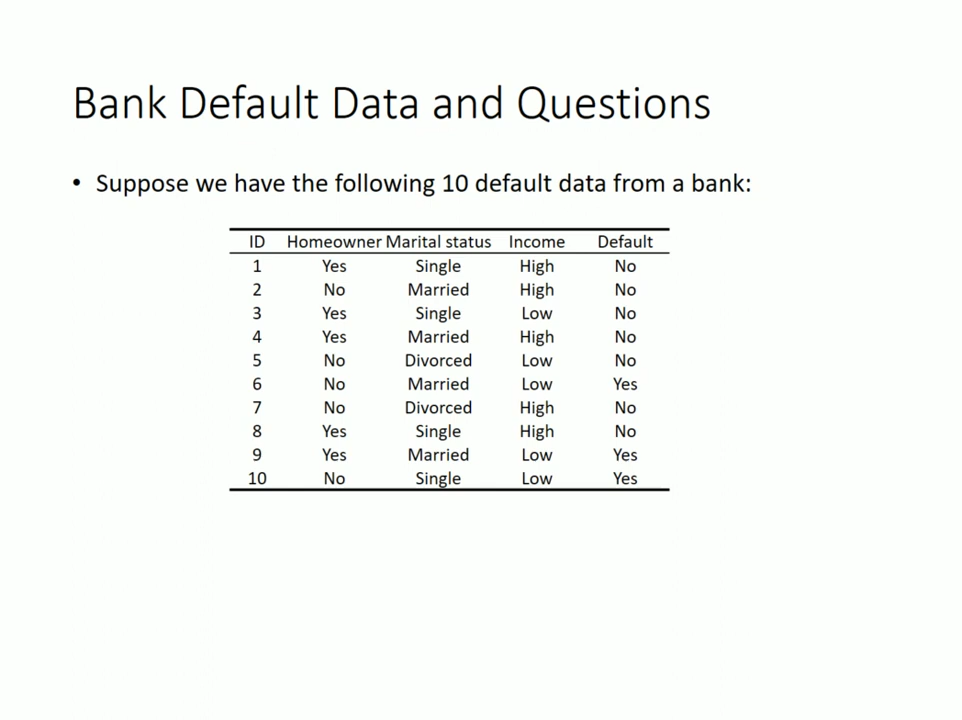 Bank Default Data and Questions
• Suppose we have the following 10 default data from a bank:
ID Homeowner Marital status Income Default
1 Yes Single High No
2 No Married High No
3 Yes Single Low No
4 Yes Married High No
5 No Divorced Low No
6 No Married Low Yes
7 No Divorced High No
8 Yes Single High No
9 Yes Married Low Yes
10 No Single Low Yes